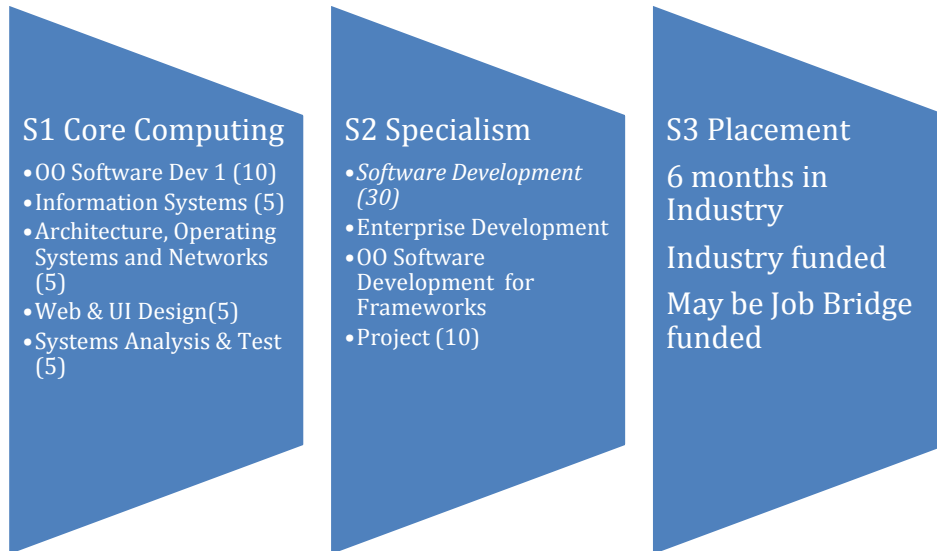 S1 Core Computing
•OO Software Dev 1 (10)
•Information Systems (5)
•Architecture, Operating
Systems and Networks
(5)
•Web & UI Design(5)
•Systems Analysis & Test
(5)
S2 Specialism
•Software Development
(30)
•Enterprise Development
•OO Software
Development for
Frameworks
•Project (10)
S3 Placement
6 months in
Industry
Industry funded
May be Job Bridge
funded